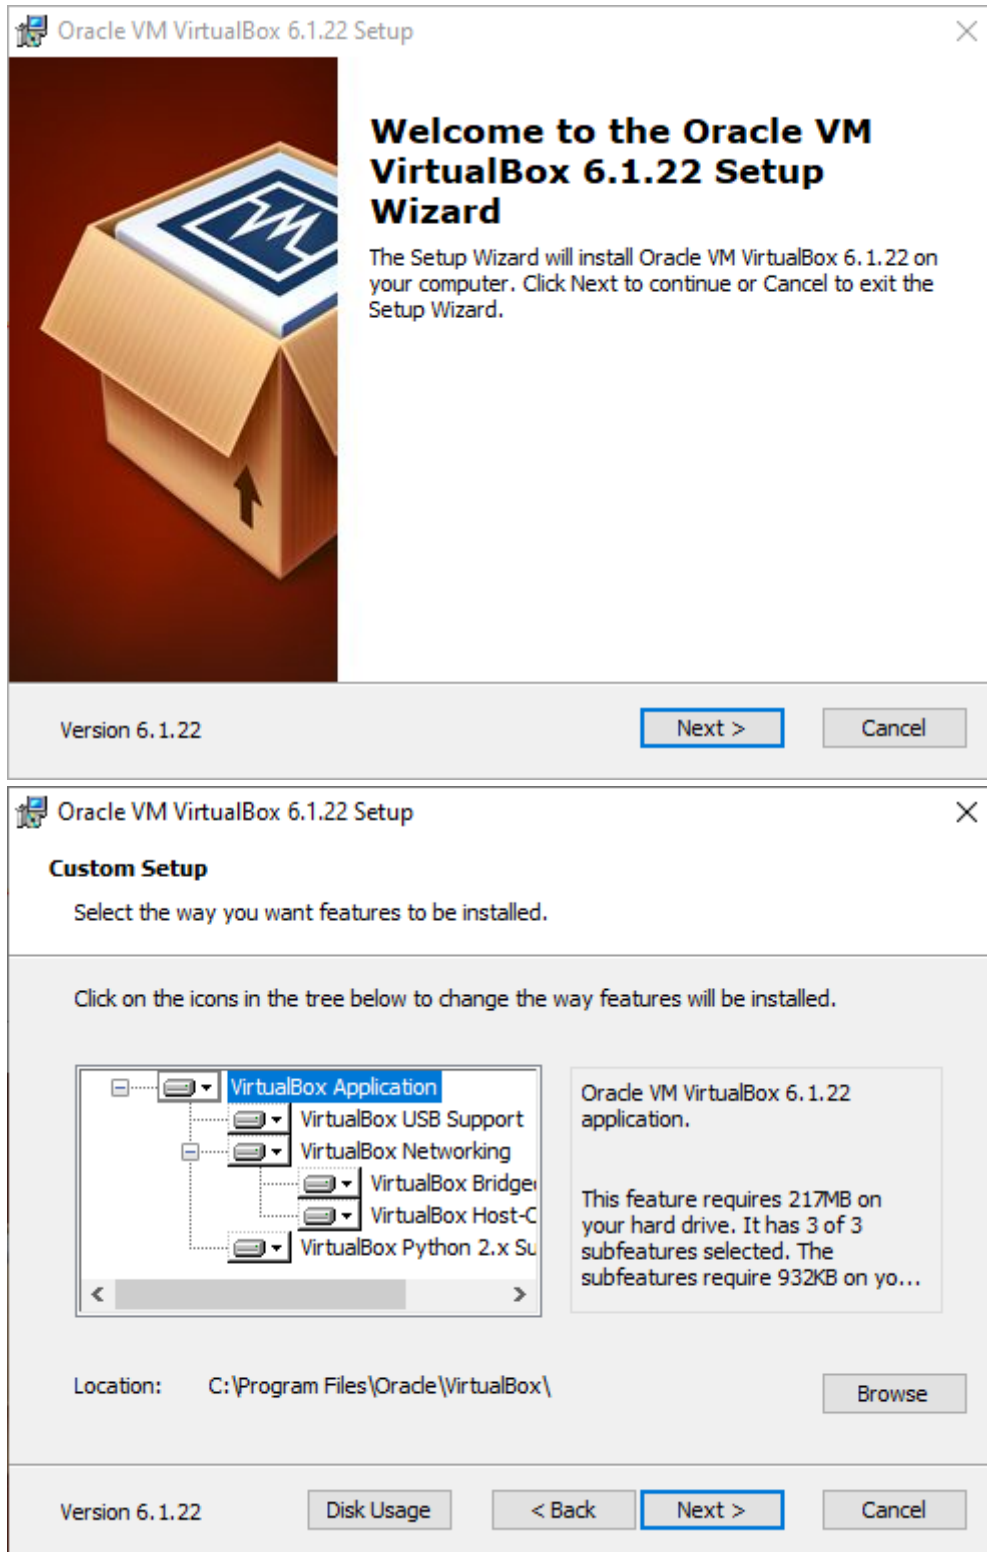 Oracle VM VirtualBox 6.1.22 Setup
Welcome to the Oracle VM
VirtualBox 6.1.22 Setup
Wizard
The Setup Wizard will install Oracle VM VirtualBox 6.1.22 on
your computer. Click Next to continue or Cancel to exit the
Setup Wizard.
Version 6.1.22
Next >
Cancel
Oracle VM VirtualBox 6.1.22 Setup
Custom Setup
Select the way you want features to be installed.
Click on the icons in the tree below to change the way features will be installed.
VirtualBox Application
VirtualBox USB Support
VirtualBox Networking
VirtualBox Bridge
VirtualBox Host-
VirtualBox Python 2.x Su
Oracle VM VirtualBox 6.1.22
application.
This feature requires 217MB on
your hard drive. It has 3 of 3
subfeatures selected. The
subfeatures require 932KB on yo...
Location: C:\Program Files\Oracle\VirtualBox\
Browse
Version 6.1.22
Disk Usage
< Back
Next >
Cancel